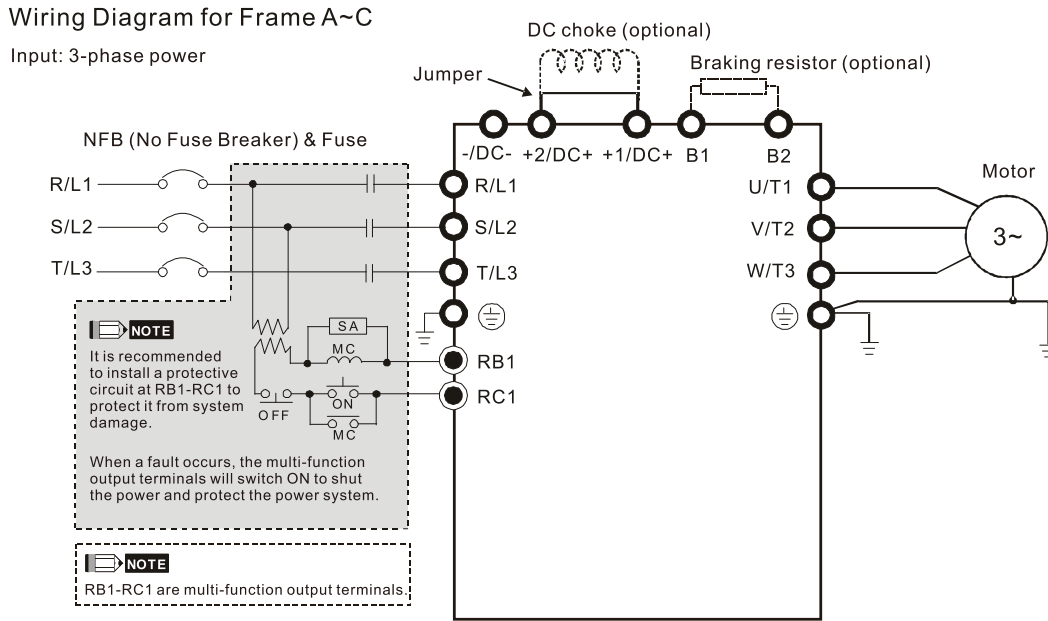 Wiring Diagram for Frame A~C
Input: 3-phase power
DC choke (optional)
Jumper
Braking resistor (optional)
NFB (No Fuse Breaker) & Fuse
-/DC- +2/DC+ +1/DC+ B1 B2
Motor
R/L1
R/L1
U/T1
S/L2
S/L2
V/T2
3~
T/L3
T/L3
W/T3
NOTE
It is recommended
to install a protective
circuit at RB1-RC1 to
protect it from system
damage.
SA
MC
RB1
OFF
ON
RC1
MC
When a fault occurs, the multi-function
output terminals will switch ON to shut
the power and protect the power system.
NOTE
RB1-RC1 are multi-function output terminals.